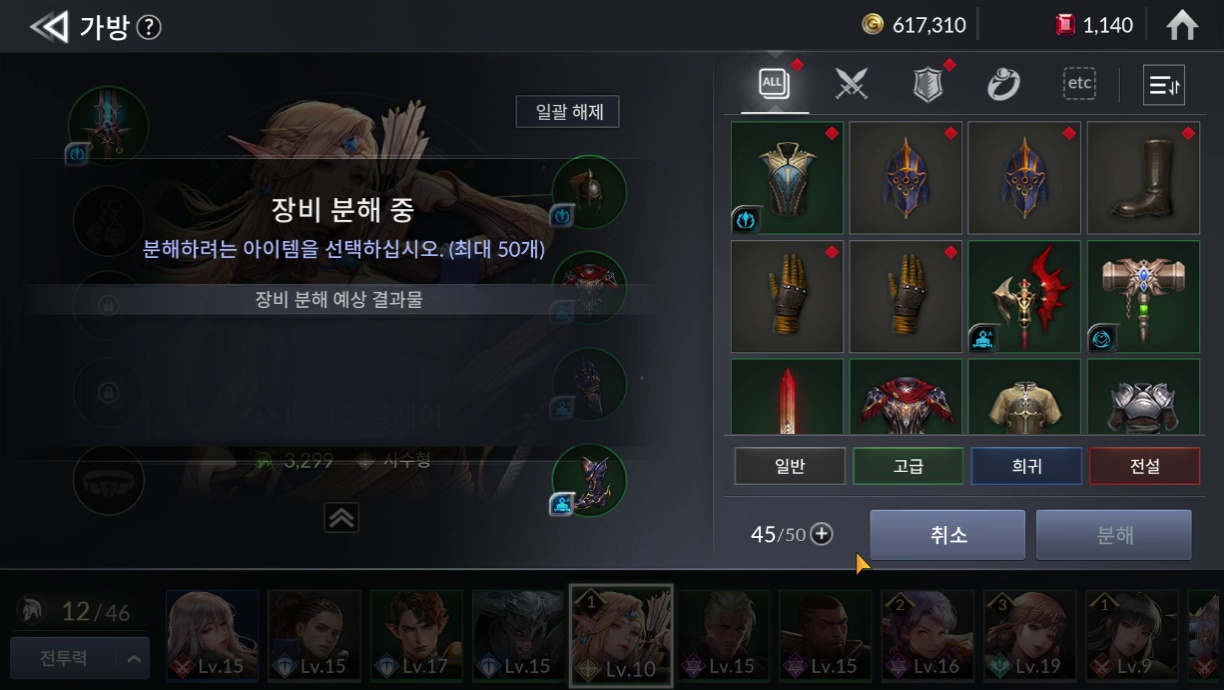 가방 ?
617,310
1,140
ALL
etc
일괄 해제
장비 분해 중
분해하려는 아이템을 선택하십시오. (최대 50개)
장비 분해 예상 결과물
3,299
사수형
일반
고급
희귀
전설
45/50
취소
분해
12/46
전투력
Lv.15
Lv.15
Lv.17
Lv.15
1
Lv.10
Lv.15
Lv.15
2
Lv.16
3
Lv.19
1
Lv.9